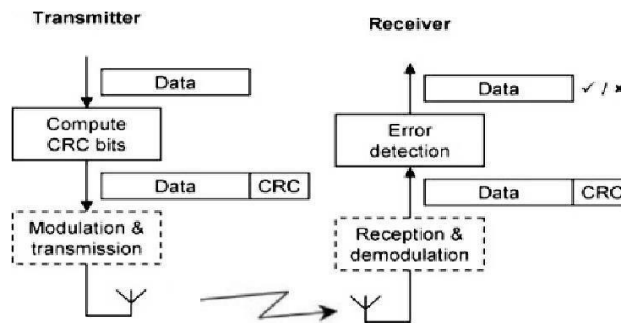 Transmitter
Receiver
Data
Data ✓ / ×
Compute
CRC bits
Error
detection
Data CRC
Data CRC
Modulation &
transmission
Reception &
demodulation